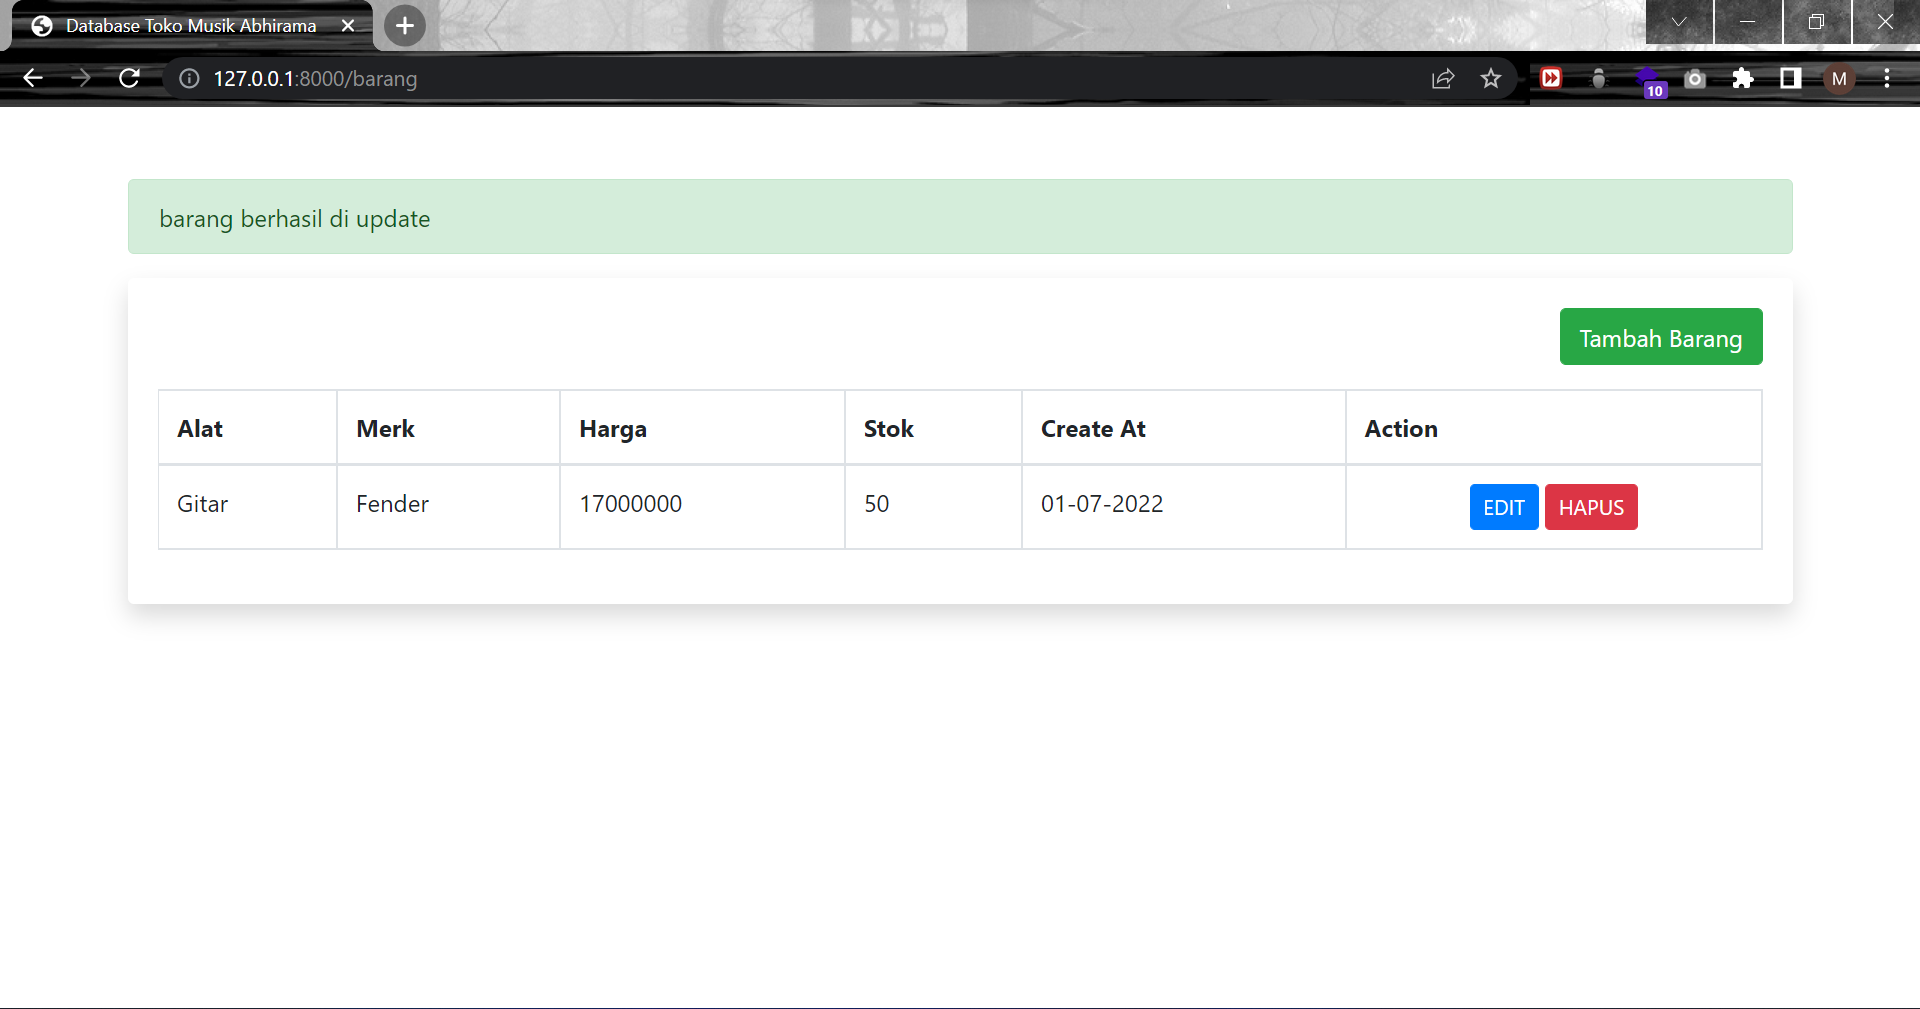 Database Toko Musik Abhirama
127.0.0.1:8000/barang
10
M
barang berhasil di update
Tambah Barang
Alat Merk Harga Stok Create At Action
Gitar Fender 17000000 50 01-07-2022 EDIT HAPUS